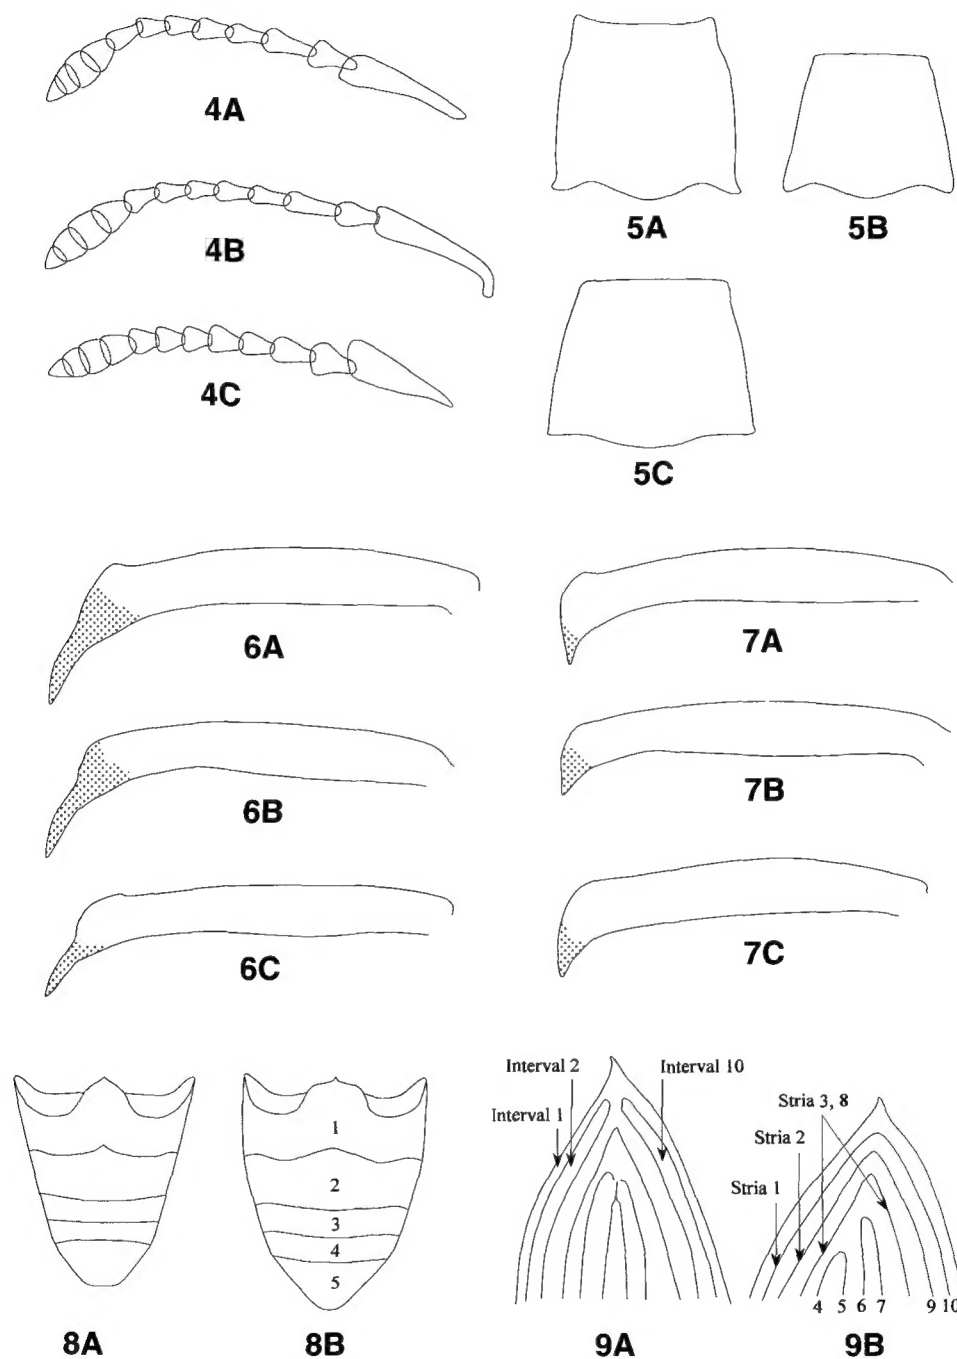 4A
4B
4C
5A
5B
5C
6A
7A
6B
7B
6C
7C
1
2
3
4
5
8A
8B
Interval 2
Interval 10
Interval 1
9A
Stria 3, 8
Stria 2
Stria 1
4 5 6 7 9 10
9B